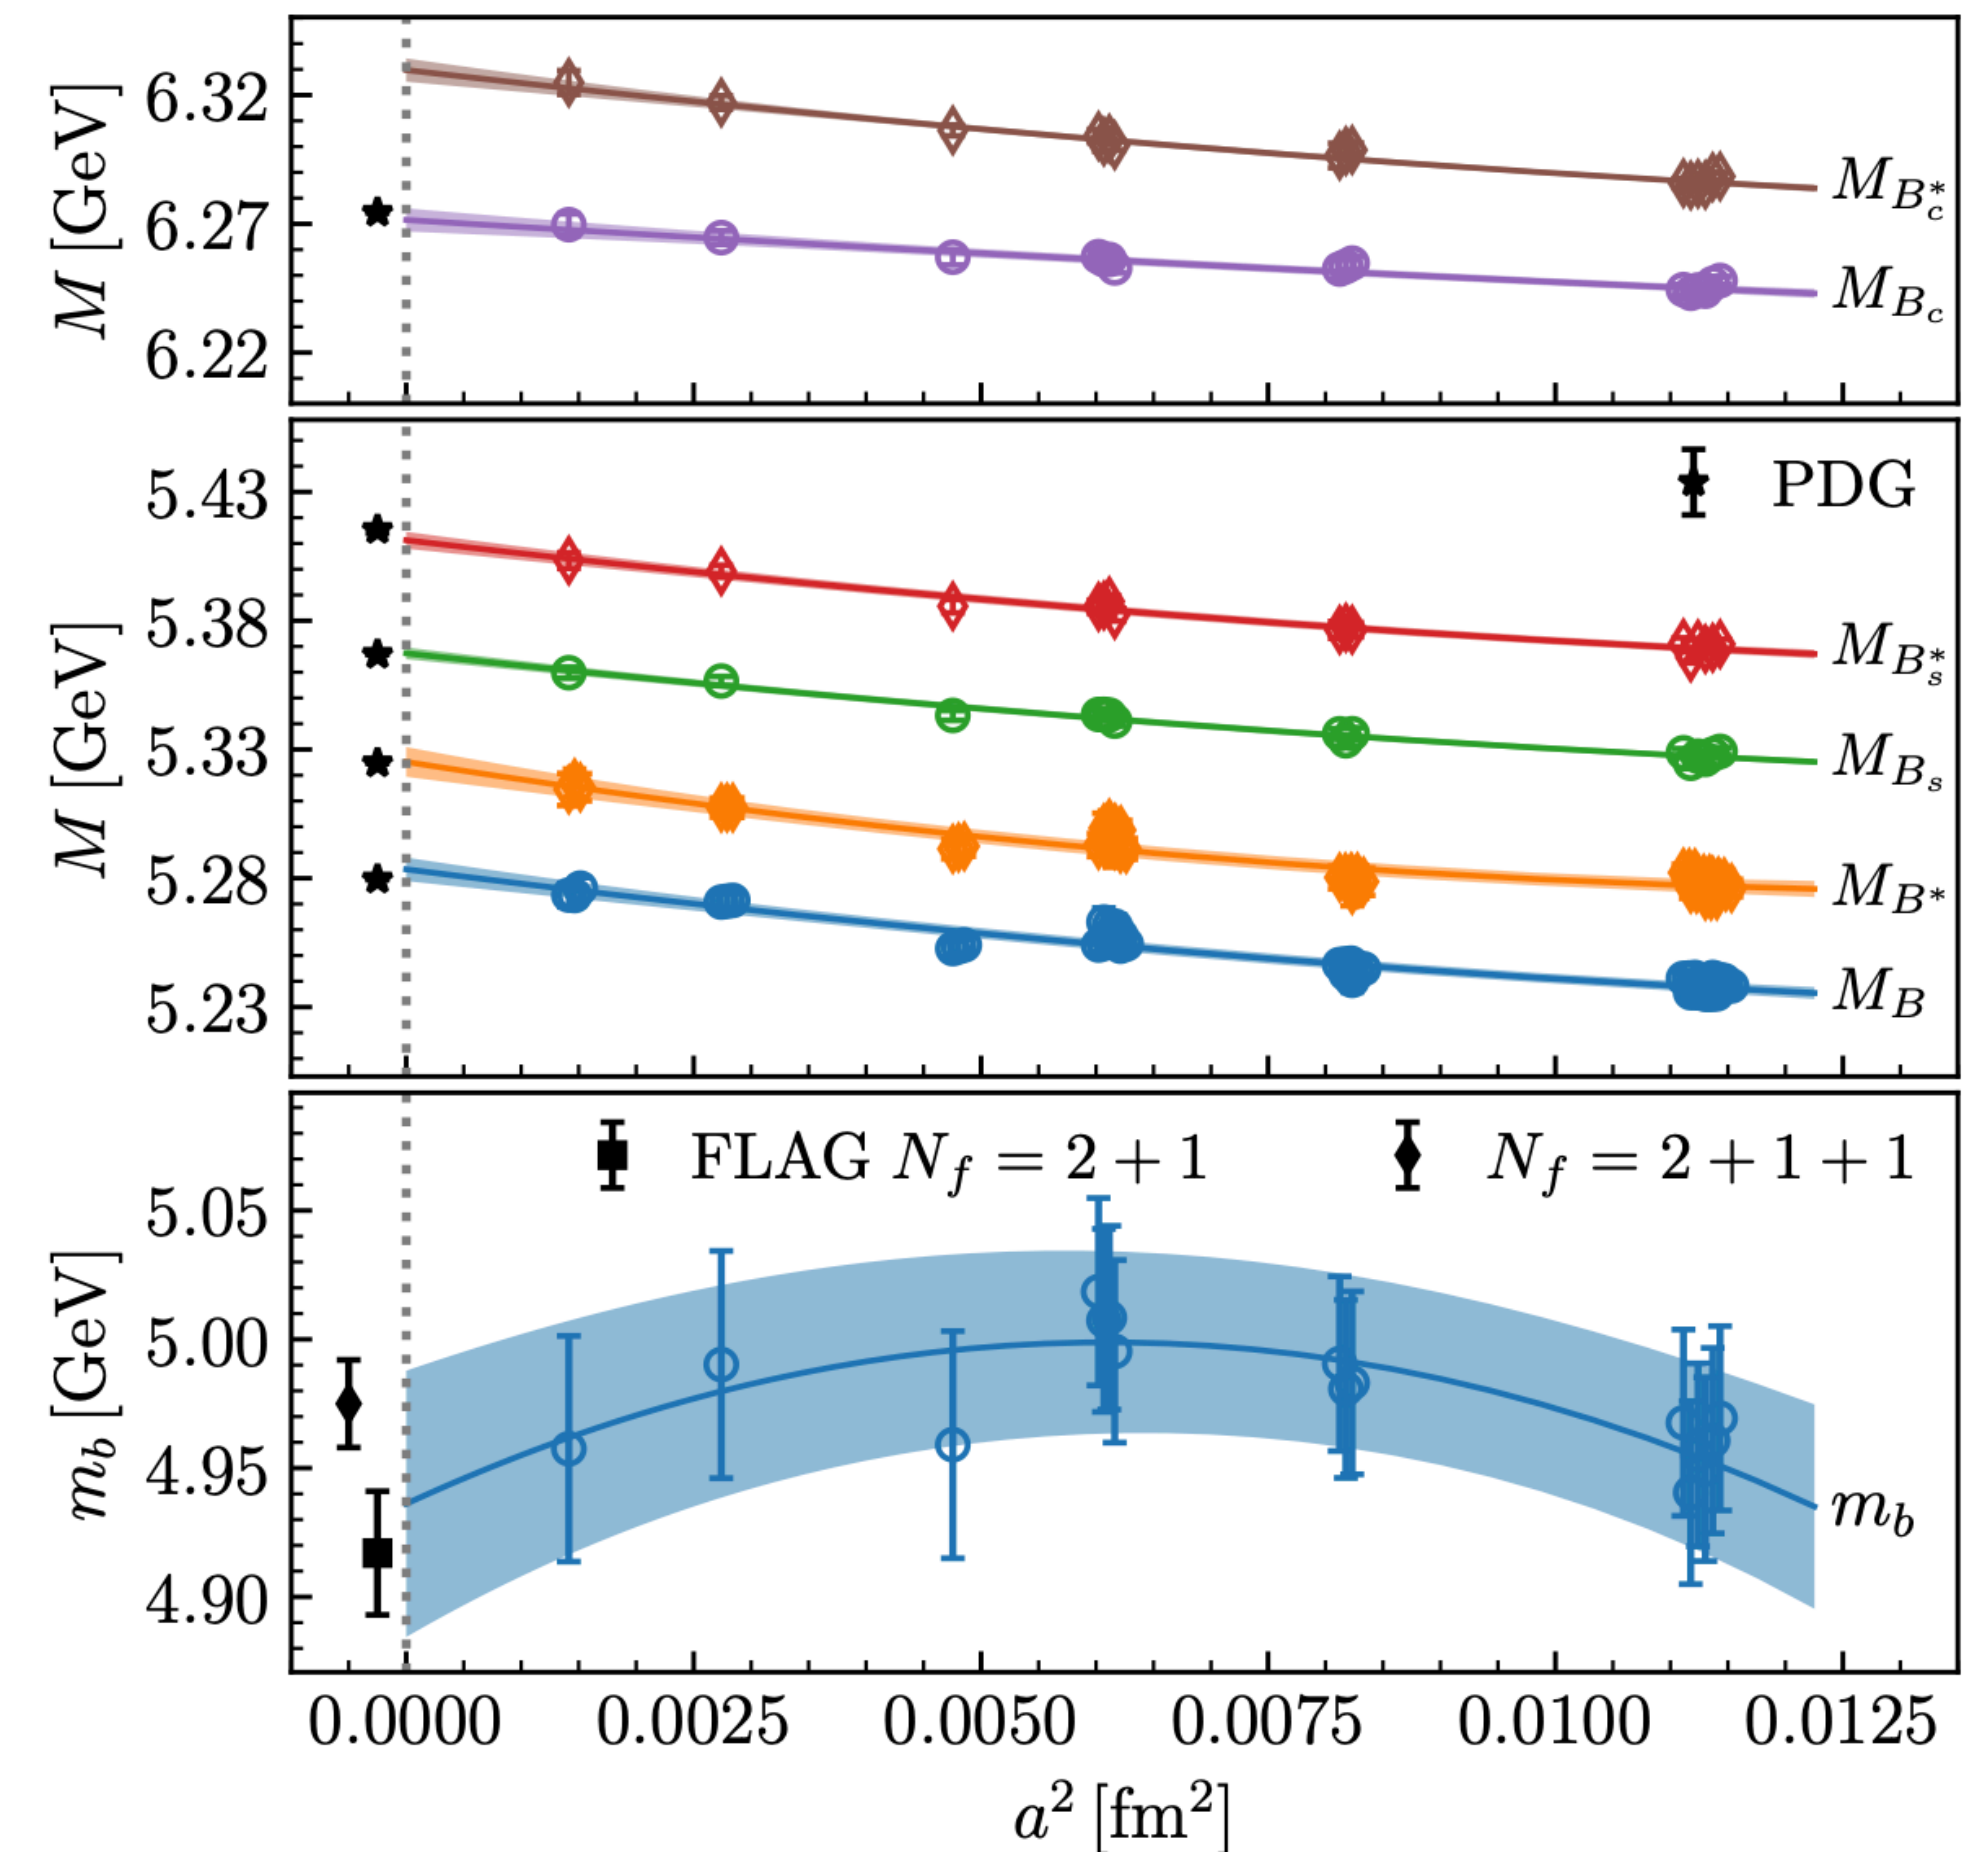 M [GeV]
6.32
6.27
6.22
M_{B_c^*}
M_{B_c}
M [GeV]
5.43
5.38
5.33
5.28
5.23
PDG
M_{B_s^*}
M_{B_s}
M_{B^*}
M_B
m_b [GeV]
5.05
5.00
4.95
4.90
FLAG N_f = 2 + 1
N_f = 2 + 1 + 1
m_b
0.0000 0.0025 0.0050 0.0075 0.0100 0.0125
a² [fm²]